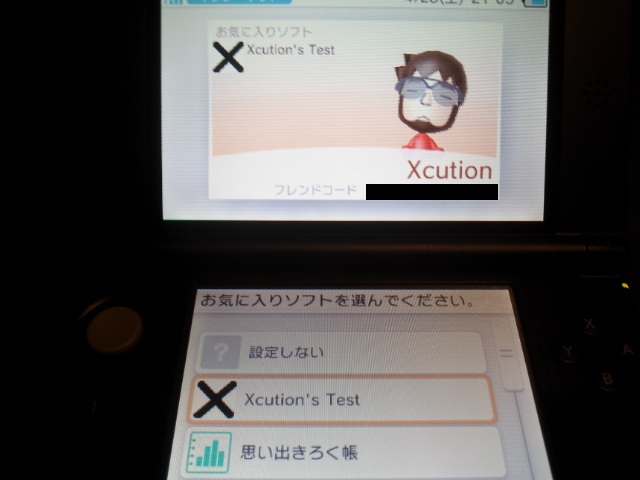 お気に入りソフト
Xcution's Test
Xcution
フレンドコード
お気に入りソフトを選んでください。
?
設定しない
Xcution's Test
思い出きろく帳
X
Y
A
B